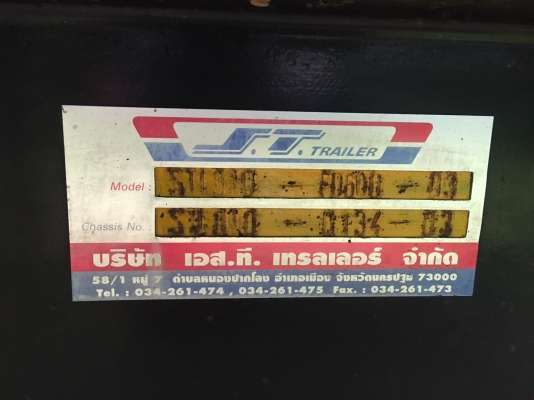 S.T. TRAILER
Model :
Chassis No.
บริษัท เอส.ที. เทรลเลอร์ จำกัด
58/1 หมู่ 7 ตำบลหนองปากโลง อำเภอเมือง จังหวัดนครปฐม 73000
Tel. : 034-261-474 , 034-261-475 Fax. : 034-261-473